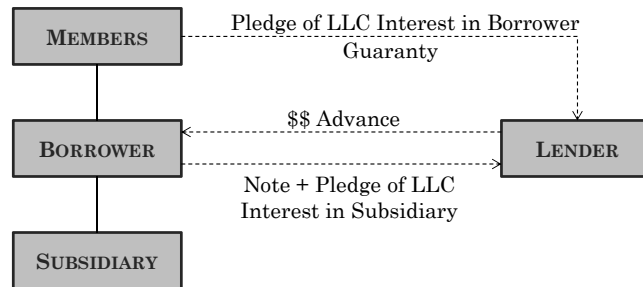 MEMBERS
Pledge of LLC Interest in Borrower
Guaranty
$$ Advance
BORROWER
LENDER
Note + Pledge of LLC
Interest in Subsidiary
SUBSIDIARY